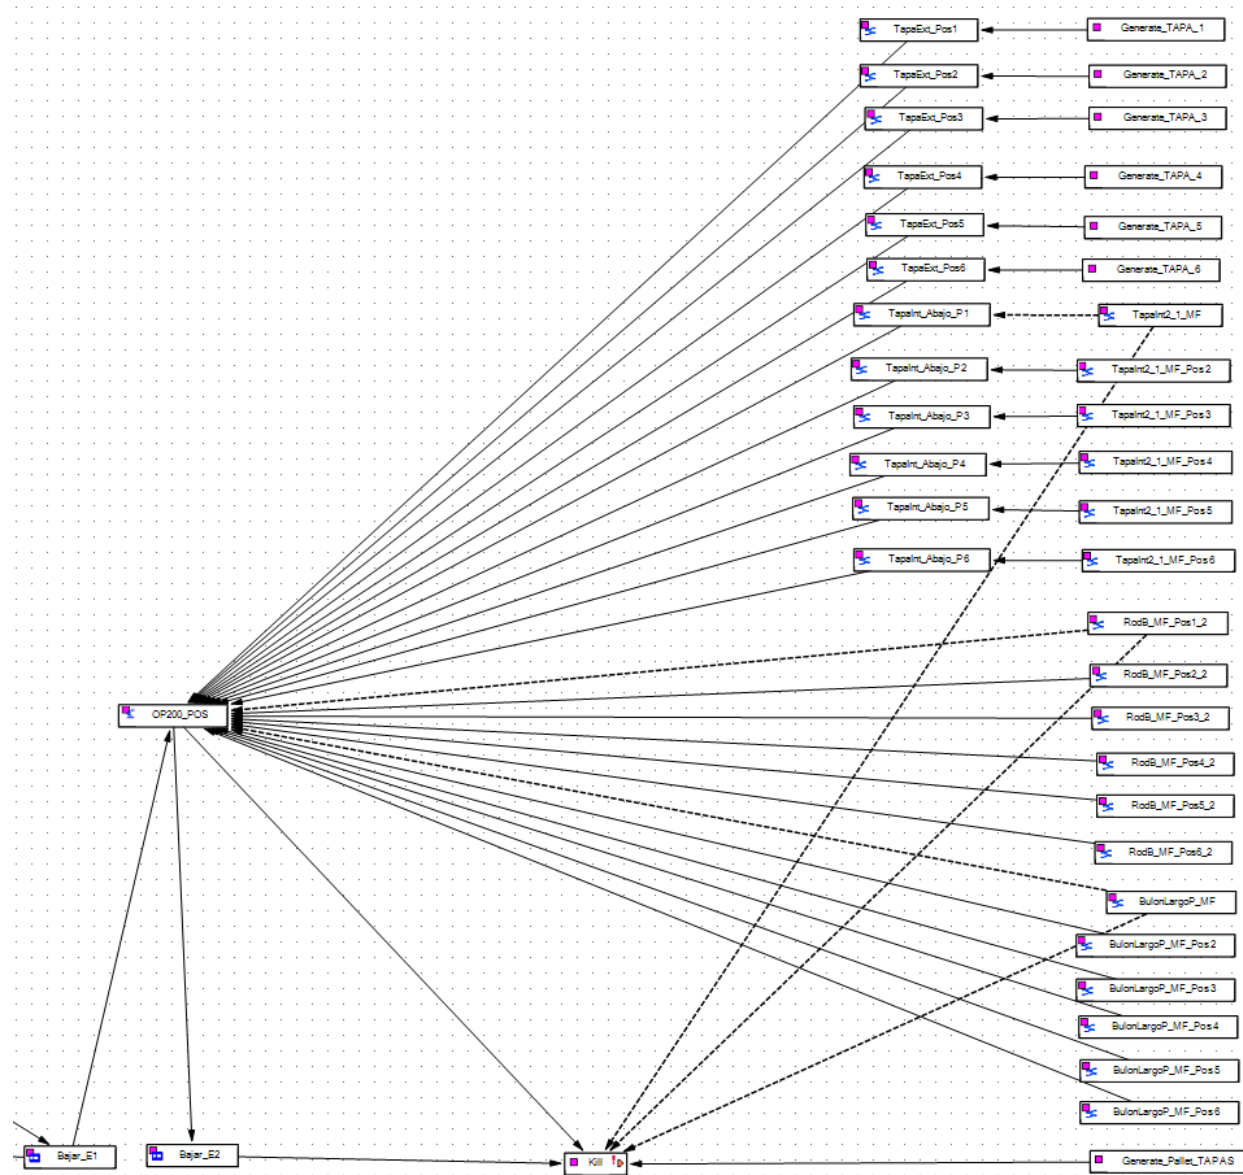 TapaExt_Pos1
Generate_TAPA_1
TapaExt_Pos2
Generate_TAPA_2
TapaExt_Pos3
Generate_TAPA_3
TapaExt_Pos4
Generate_TAPA_4
TapaExt_Pos5
Generate_TAPA_5
TapaExt_Pos6
Generate_TAPA_6
TapaInt_Abajo_P1
TapaInt2_1_MF
TapaInt_Abajo_P2
TapaInt2_1_MF_Pos2
TapaInt_Abajo_P3
TapaInt2_1_MF_Pos3
TapaInt_Abajo_P4
TapaInt2_1_MF_Pos4
TapaInt_Abajo_P5
TapaInt2_1_MF_Pos5
TapaInt_Abajo_P6
TapaInt2_1_MF_Pos6
RodB_MF_Pos1_2
RodB_MF_Pos2_2
OP200_POS
RodB_MF_Pos3_2
RodB_MF_Pos4_2
RodB_MF_Pos5_2
RodB_MF_Pos6_2
BulonLargoP_MF
BulonLargoP_MF_Pos2
BulonLargoP_MF_Pos3
BulonLargoP_MF_Pos4
BulonLargoP_MF_Pos5
BulonLargoP_MF_Pos6
Bajar_E1
Bajar_E2
Kill
Generate_Pallet_TAPAS